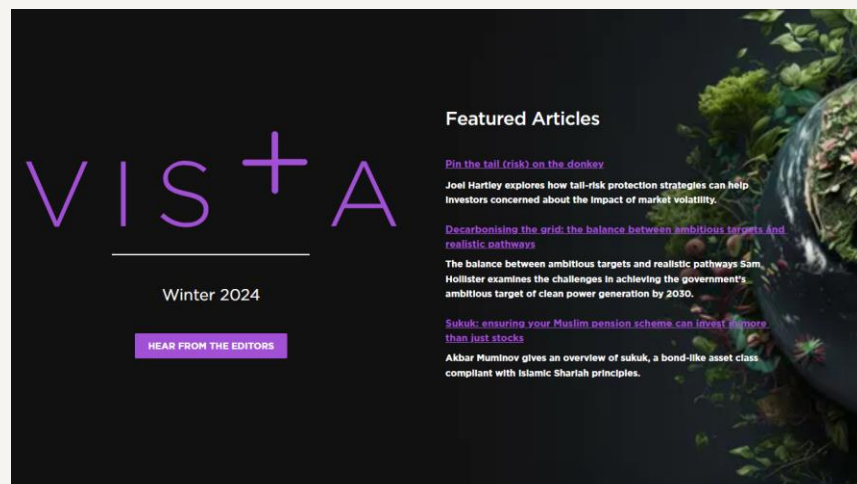 VISTA
Winter 2024
HEAR FROM THE EDITORS
Featured Articles
Pin the tail (risk) on the donkey
Joel Hartley explores how tail-risk protection strategies can help
investors concerned about the impact of market volatility.
Decarbonising the grid: the balance between ambitious targets and
realistic pathways
The balance between ambitious targets and realistic pathways Sam
Hollister examines the challenges in achieving the government's
ambitious target of clean power generation by 2030.
Sukuk: ensuring your Muslim pension scheme can invest in more
than just stocks
Akbar Muminov gives an overview of sukuk, a bond-like asset class
compliant with Islamic Shariah principles.